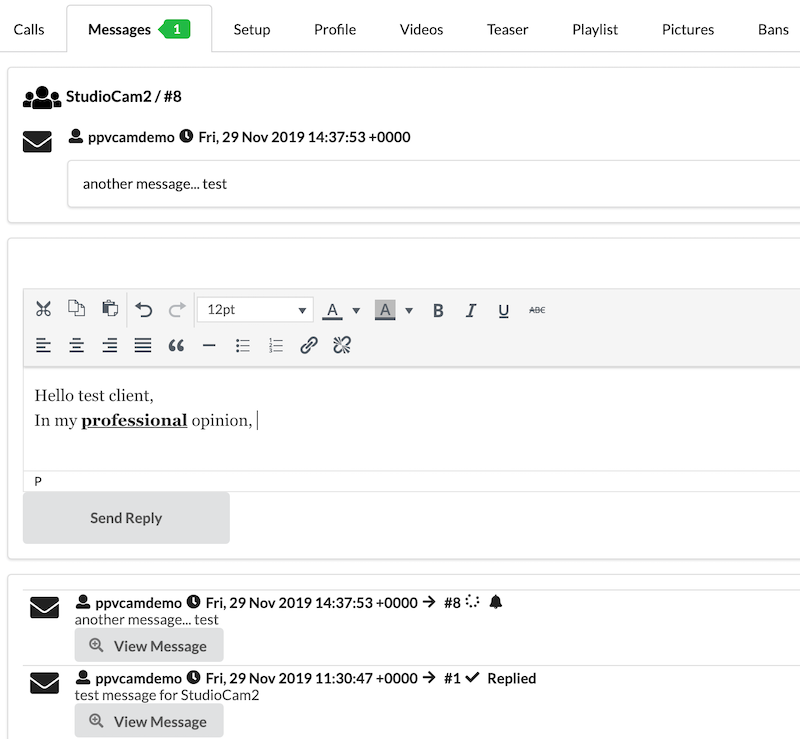 Calls Messages 1 Setup Profile Videos Teaser Playlist Pictures Bans
StudioCam2 / #8
ppvcamdemo Fri, 29 Nov 2019 14:37:53 +0000
another message... test
12pt A A B I U ABC
Hello test client,
In my professional opinion,
P
Send Reply
ppvcamdemo Fri, 29 Nov 2019 14:37:53 +0000 → #8
another message... test
View Message
ppvcamdemo Fri, 29 Nov 2019 11:30:47 +0000 → #1 ✔ Replied
test message for StudioCam2
View Message